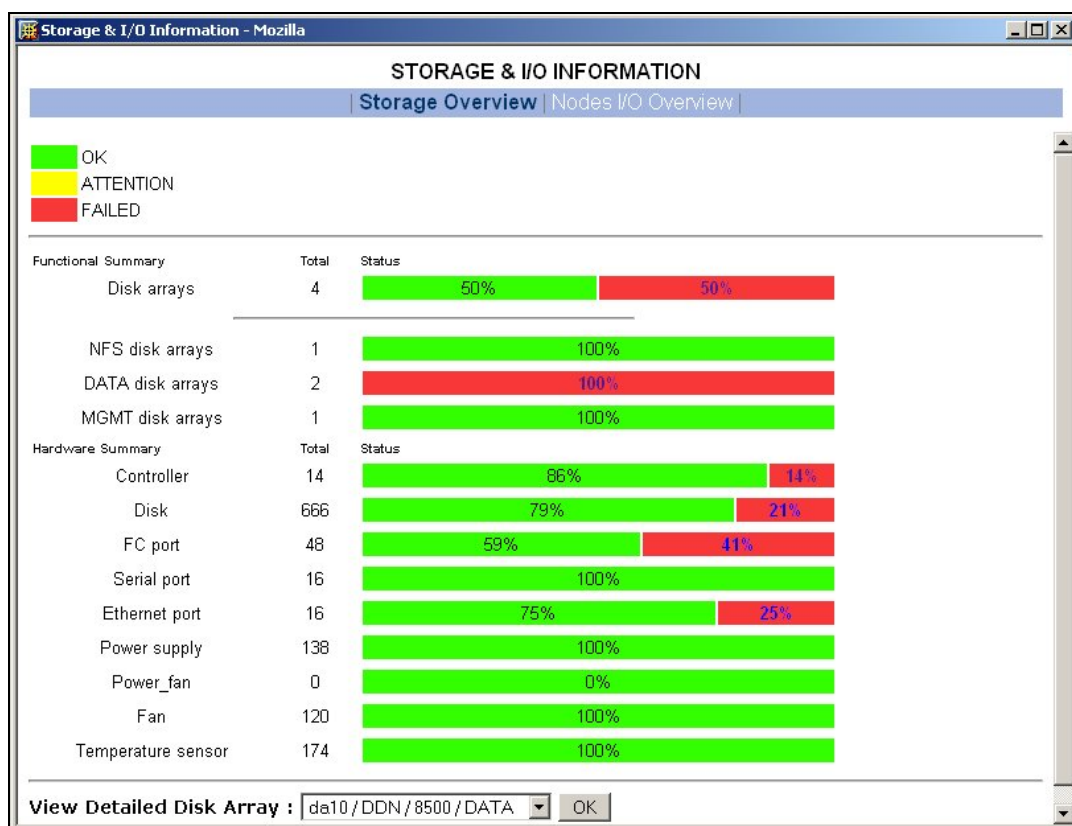 Storage & I/O Information - Mozilla
STORAGE & I/O INFORMATION
| Storage Overview | Nodes I/O Overview |
OK
ATTENTION
FAILED
Functional Summary Total Status
Disk arrays 4 50% 50%
NFS disk arrays 1 100%
DATA disk arrays 2 100%
MGMT disk arrays 1 100%
Hardware Summary Total Status
Controller 14 86% 14%
Disk 666 79% 21%
FC port 48 59% 41%
Serial port 16 100%
Ethernet port 16 75% 25%
Power supply 138 100%
Power_fan 0 0%
Fan 120 100%
Temperature sensor 174 100%
View Detailed Disk Array : da10 / DDN / 8500 / DATA OK